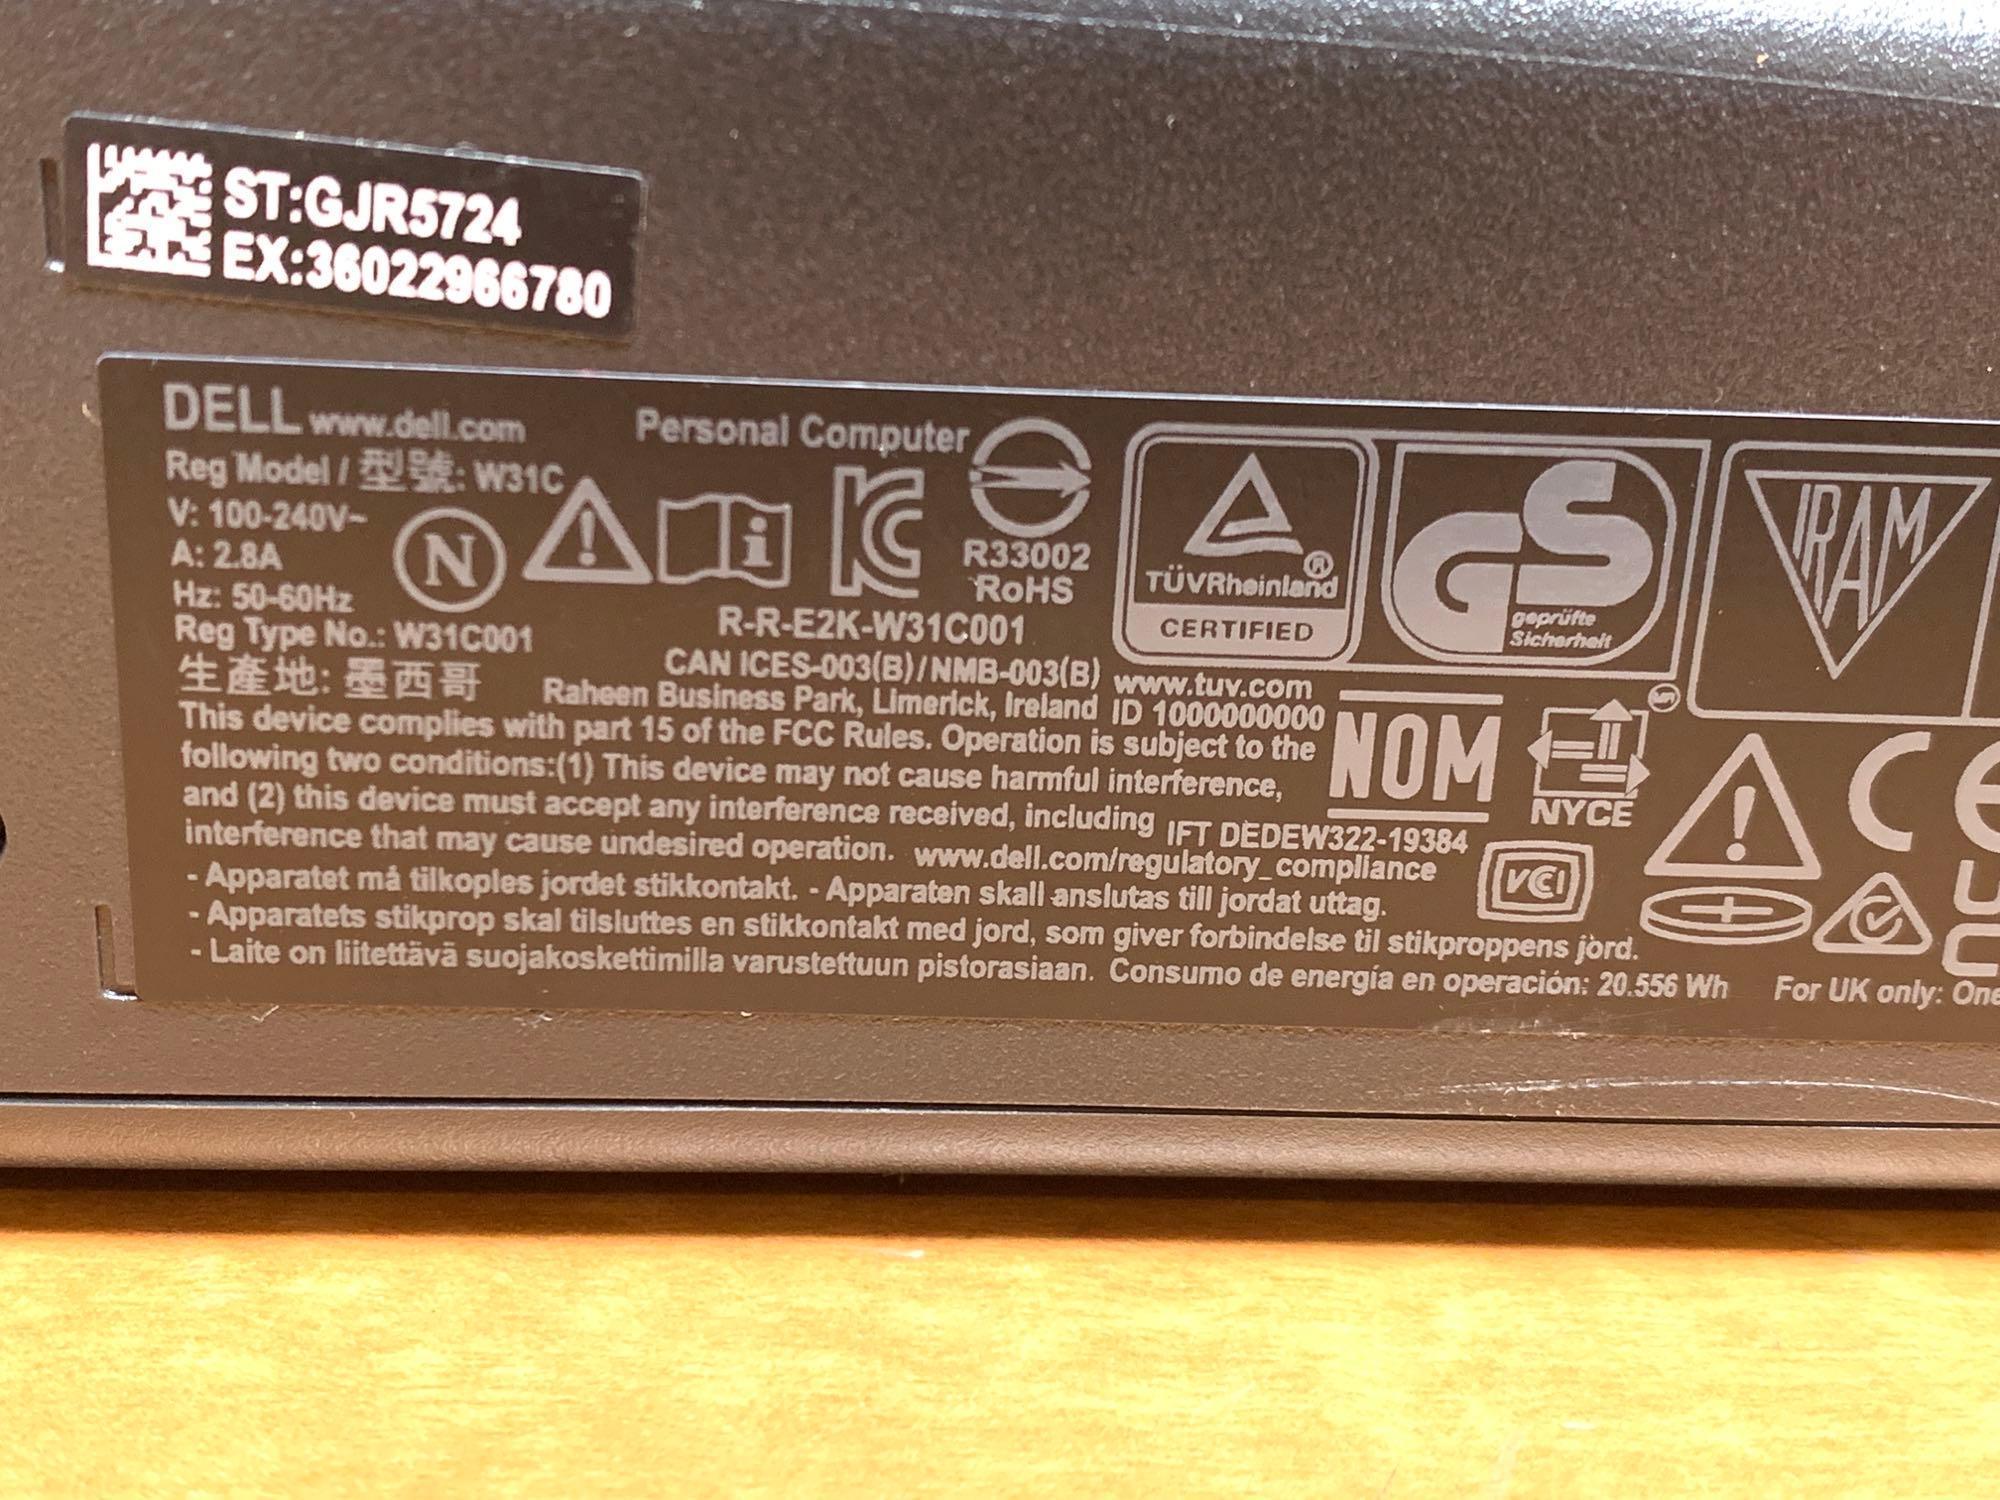 ST:GJR5724
EX:36022966780
DELL www.dell.com Personal Computer
Reg Model / 型號: W31C
V: 100-240V~
A: 2.8A
Hz: 50-60Hz
Reg Type No.: W31C001
生產地: 墨西哥
N
i
R33002
RoHS
R-R-E2K-W31C001
CAN ICES-003(B)/NMB-003(B)
Raheen Business Park, Limerick, Ireland
TÜVRheinland®
CERTIFIED
www.tuv.com
ID 1000000000
GS
geprüfte
Sicherheit
IRAM
This device complies with part 15 of the FCC Rules. Operation is subject to the
following two conditions:(1) This device may not cause harmful interference,
and (2) this device must accept any interference received, including
interference that may cause undesired operation. www.dell.com/regulatory_compliance
NOM
IFT DEDEW322-19384
NYCE
VCI
CE
- Apparatet må tilkoples jordet stikkontakt. - Apparaten skall anslutas till jordat uttag.
- Apparatets stikprop skal tilsluttes en stikkontakt med jord, som giver forbindelse til stikproppens jord.
- Laite on liitettävä suojakoskettimilla varustettuun pistorasiaan. Consumo de energía en operación: 20.556 Wh For UK only: One